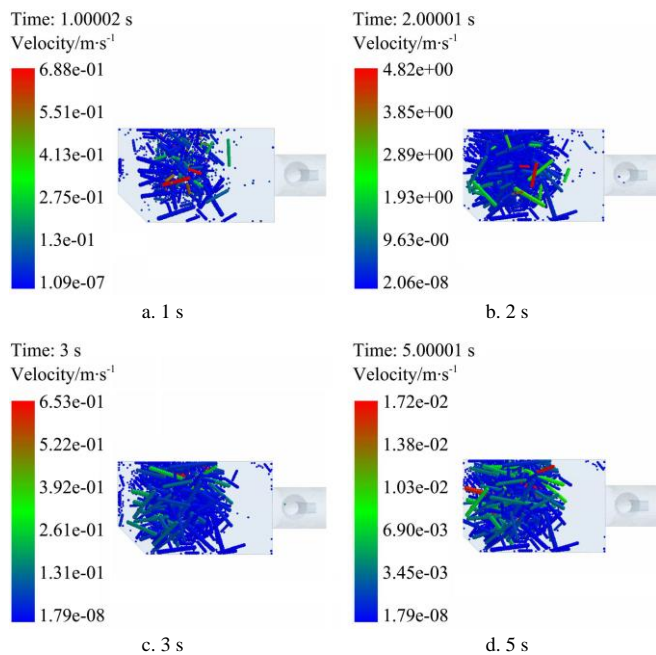 Time: 1.00002 s
Velocity/m·s⁻¹
6.88e-01
5.51e-01
4.13e-01
2.75e-01
1.3e-01
1.09e-07
a. 1 s
Time: 2.00001 s
Velocity/m·s⁻¹
4.82e+00
3.85e+00
2.89e+00
1.93e+00
9.63e+00
2.06e-08
b. 2 s
Time: 3 s
Velocity/m·s⁻¹
6.53e-01
5.22e-01
3.92e-01
2.61e-01
1.31e-01
1.79e-08
c. 3 s
Time: 5.00001 s
Velocity/m·s⁻¹
1.72e-02
1.38e-02
1.03e-02
6.90e-03
3.45e-03
1.79e-08
d. 5 s